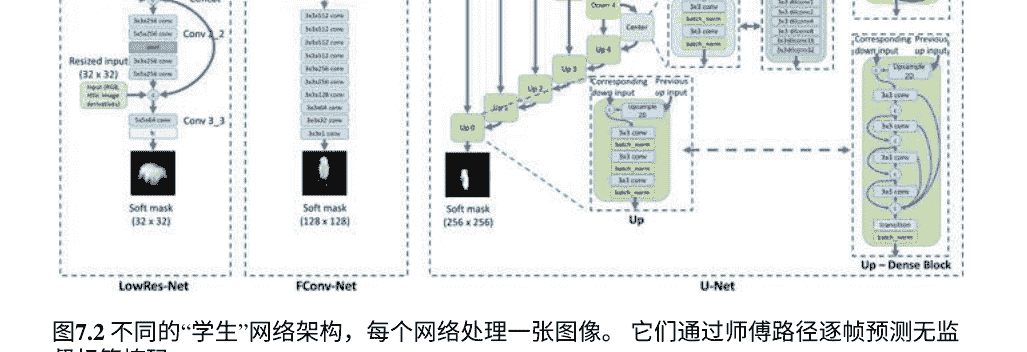 3x3x256 conv
3x3x512 conv
5x5x256 conv
Conv 2_2
3x3x512 conv
3x3x512 conv
3x3x256 conv
3x3x512 conv
3x3x256 conv
3x3x256 conv
Resized input
(32 x 32)
3x3x256 conv
3x3x128 conv
3x3x64 conv
3x3x32 conv
3x3x1 conv
5x5x64 conv
Conv 3_3
Soft mask
(32 x 32)
Soft mask
(128 x 128)
Down 4
Center
Up 4
Up 3
Up 2
Up 1
Up 0
Soft mask
(256 x 256)
3x3 conv
batch_norm
3x3 conv
batch_norm
Corresponding
down input
Previous
up input
Upsample
2D
3x3 conv
batch_norm
3x3 conv
batch_norm
3x3 conv
batch_norm
Up
Corresponding
down input
Previous
up input
Upsample
2D
3x3 conv
3x3 conv
3x3 conv
3x3 conv
transition
batch_norm
Up – Dense Block
LowRes-Net
FConv-Net
U-Net
图7.2 不同的“学生”网络架构，每个网络处理一张图像。 它们通过师傅路径逐帧预测无监